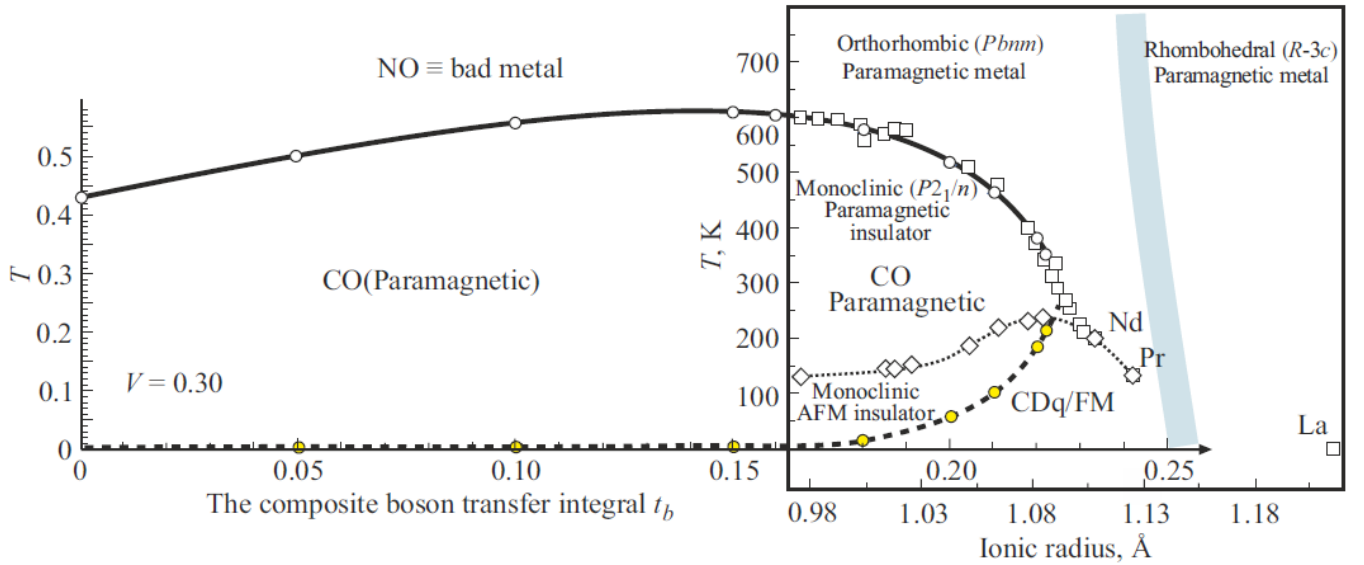 NO ≡ bad metal
Orthorhombic (Pbnm)
Paramagnetic metal
Rhombohedral (R-3c)
Paramagnetic metal
T
0.5
0.4
0.3
0.2
0.1
0
CO(Paramagnetic)
V = 0.30
T, K
700
600
500
400
300
200
100
Monoclinic (P2₁/n)
Paramagnetic
insulator
CO
Paramagnetic
Nd
Pr
Monoclinic
AFM insulator
CDq/FM
La
0
0.05
0.10
0.15
0.20
0.25
The composite boson transfer integral t_b
0.98
1.03
1.08
1.13
1.18
Ionic radius, Å